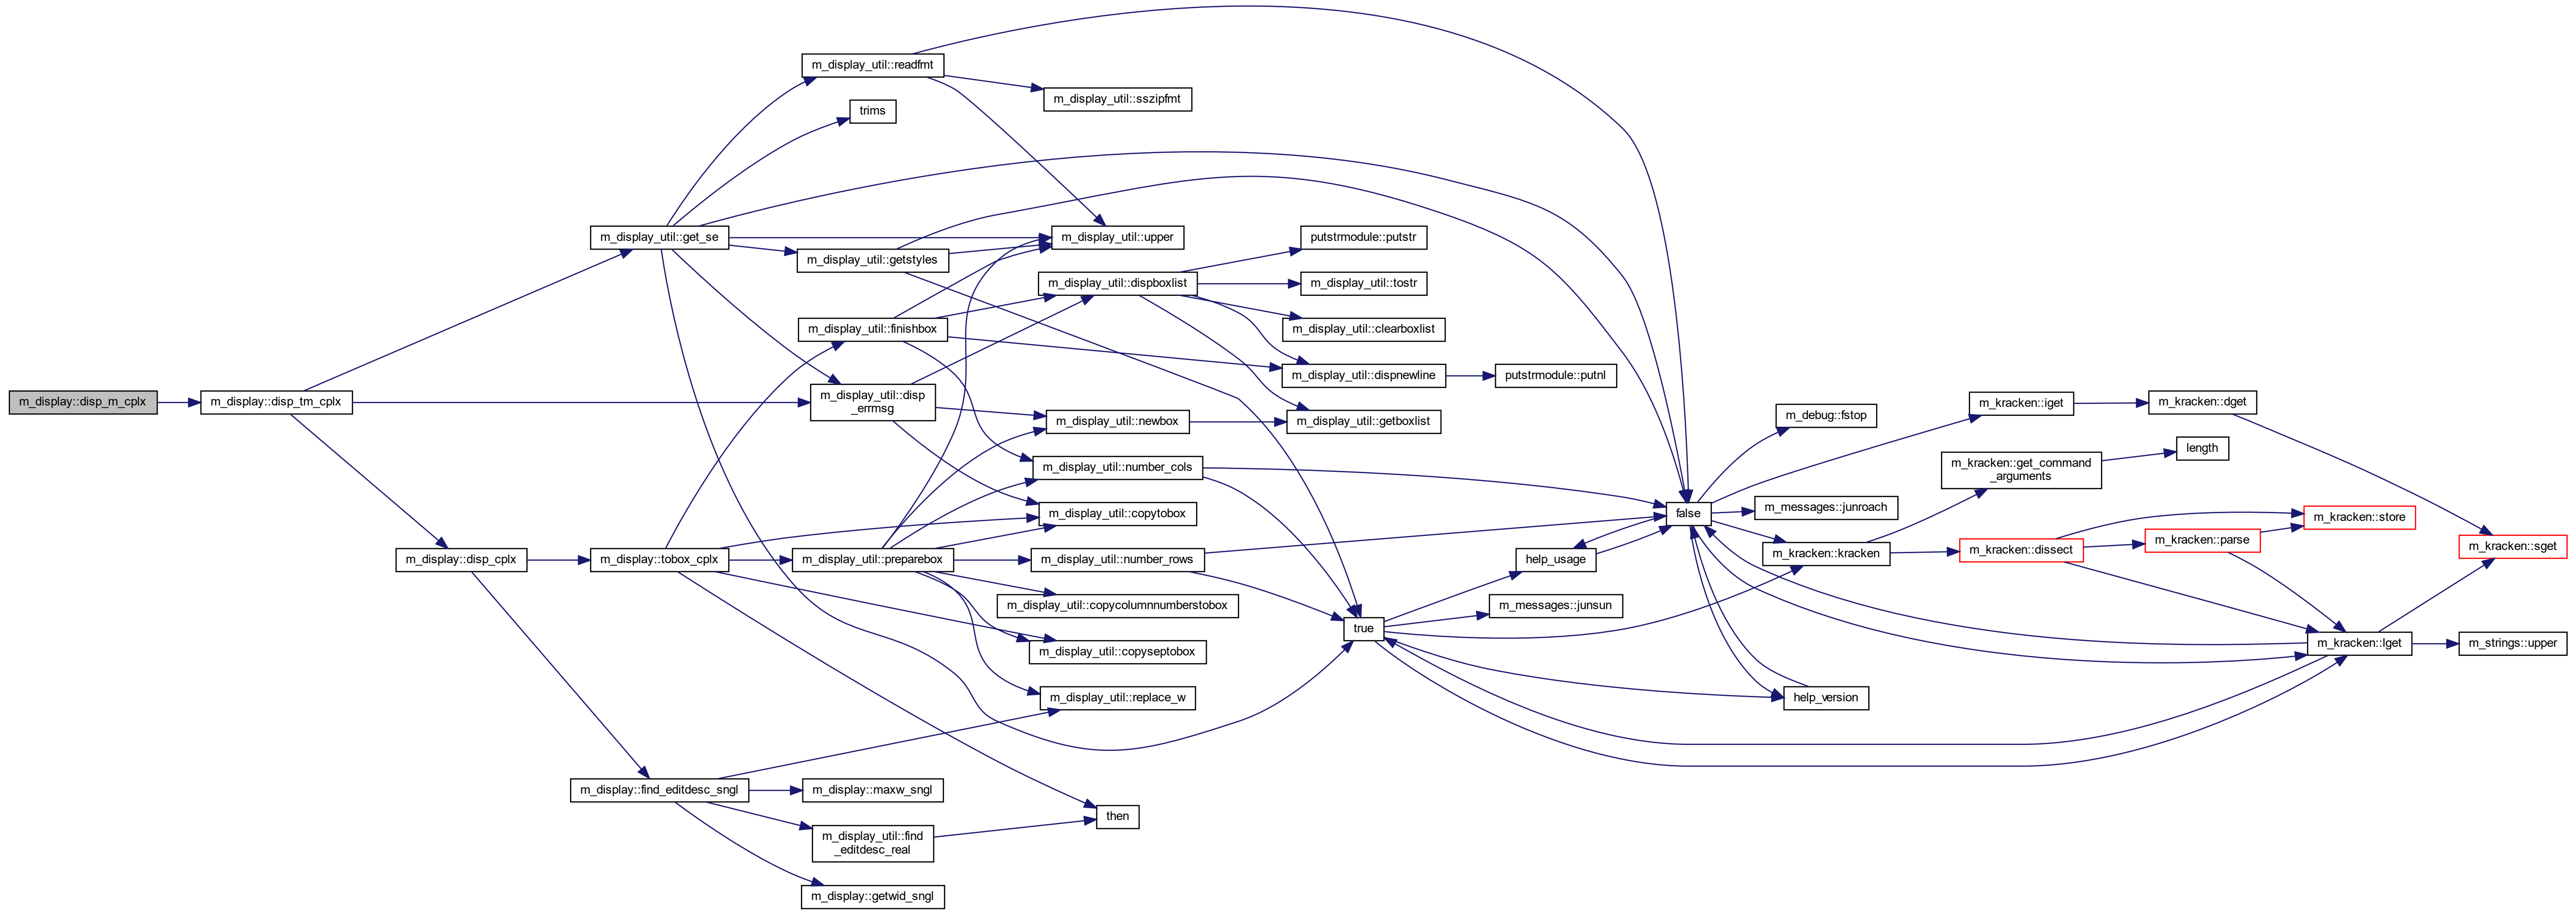 m_display::disp_m_cplx
m_display::disp_tm_cplx
m_display_util::get_se
m_display::disp_cplx
m_display_util::readfmt
trims
m_display_util::getstyles
m_display_util::finishbox
m_display_util::disp
_errmsg
m_display::tobox_cplx
m_display_util::preparebox
m_display::find_editdesc_sngl
m_display::maxw_sngl
m_display_util::find
_editdesc_real
m_display::getwid_sngl
m_display_util::sszipfmt
m_display_util::upper
m_display_util::dispboxlist
m_display_util::newbox
m_display_util::number_cols
m_display_util::copytobox
m_display_util::number_rows
m_display_util::copycolumnnumberstobox
m_display_util::copyseptobox
m_display_util::replace_w
then
putstrmodule::putstr
m_display_util::tostr
m_display_util::clearboxlist
m_display_util::dispnewline
m_display_util::getboxlist
putstrmodule::putnl
true
help_usage
m_messages::junsun
false
m_debug::fstop
m_messages::junroach
m_kracken::kracken
help_version
m_kracken::iget
m_kracken::get_command
_arguments
m_kracken::dissect
m_kracken::dget
length
m_kracken::parse
m_kracken::store
m_kracken::lget
m_kracken::sget
m_strings::upper